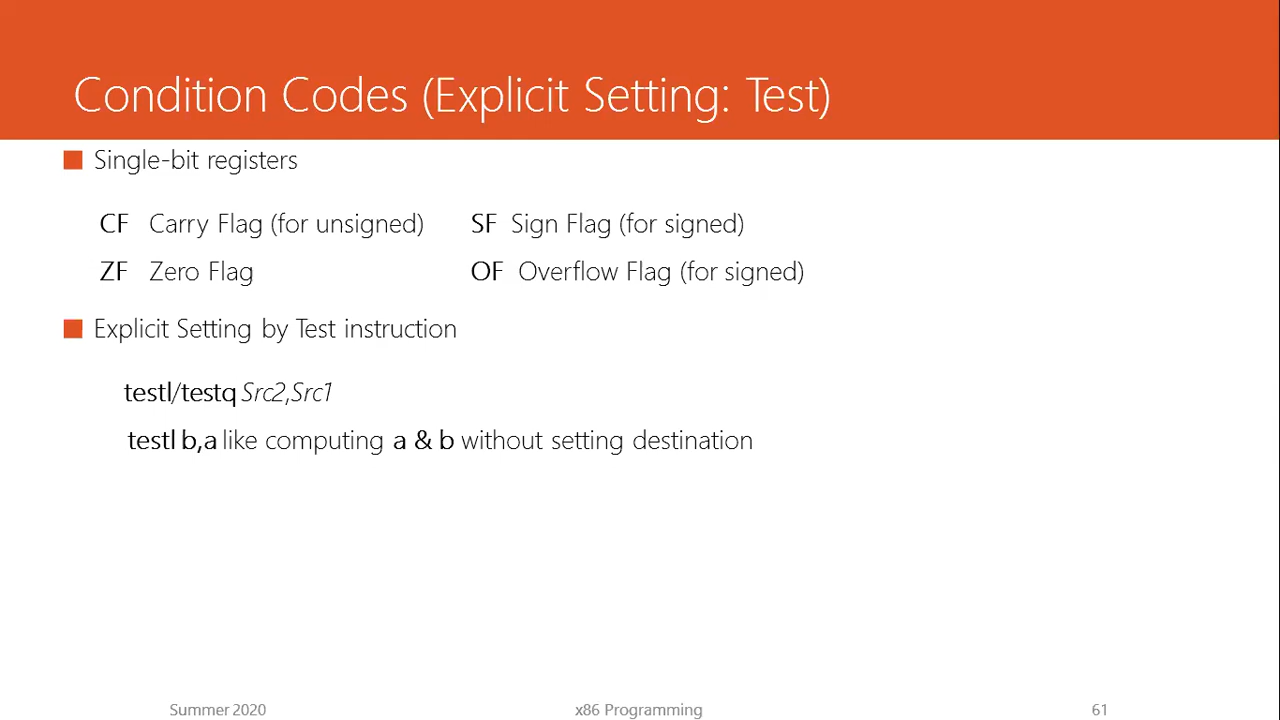 Condition Codes (Explicit Setting: Test)
Single-bit registers
CF Carry Flag (for unsigned) SF Sign Flag (for signed)
ZF Zero Flag OF Overflow Flag (for signed)
Explicit Setting by Test instruction
testl/testq Src2,Src1
testl b,a like computing a & b without setting destination
Summer 2020 x86 Programming 61